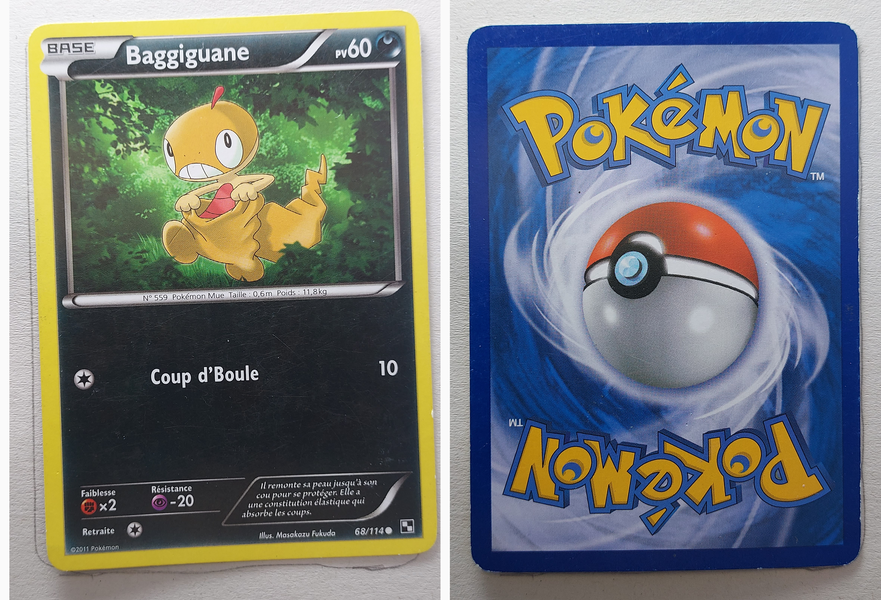 BASE
Baggiguane
PV60
N° 559 Pokémon Mue Taille : 0,6m Poids : 11,8kg
Coup d'Boule 10
Faiblesse
×2
Résistance
-20
Retraite
Il remonte sa peau jusqu'à son
cou pour se protéger. Elle a
une constitution élastique qui
absorbe les coups.
©2011 Pokémon
Illus. Masakazu Fukuda
68/114
POKéMON
TM
POKéMON
TM